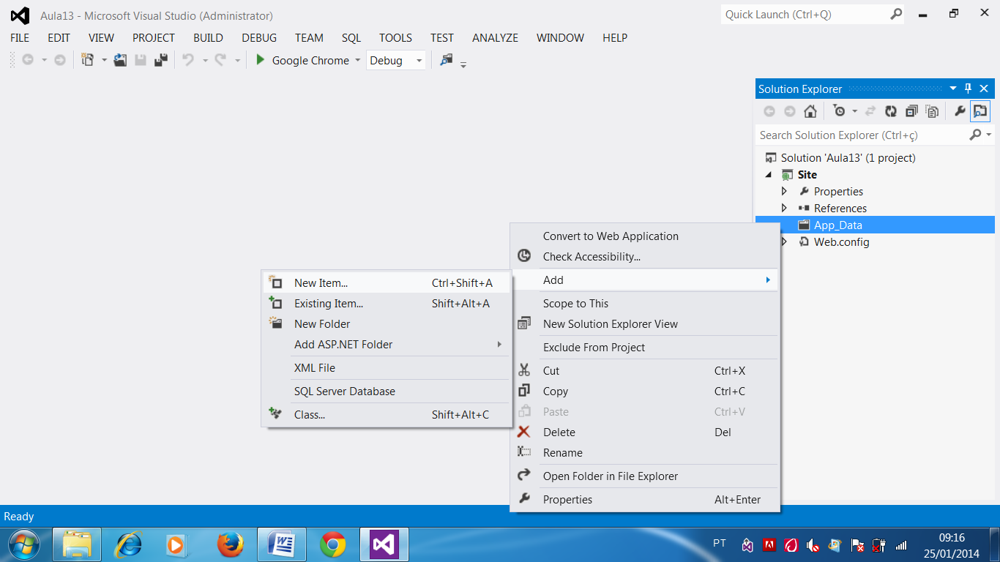 Aula13 - Microsoft Visual Studio (Administrator)
Quick Launch (Ctrl+Q)
FILE EDIT VIEW PROJECT BUILD DEBUG TEAM SQL TOOLS TEST ANALYZE WINDOW HELP
Google Chrome Debug
Solution Explorer
Search Solution Explorer (Ctrl+ç)
Solution 'Aula13' (1 project)
Site
Properties
References
App_Data
Web.config
Convert to Web Application
Check Accessibility...
Add
Scope to This
New Solution Explorer View
Exclude From Project
Cut Ctrl+X
Copy Ctrl+C
Paste Ctrl+V
Delete Del
Rename
Open Folder in File Explorer
Properties Alt+Enter
New Item... Ctrl+Shift+A
Existing Item... Shift+Alt+A
New Folder
Add ASP.NET Folder
XML File
SQL Server Database
Class... Shift+Alt+C
Ready
PT
09:16
25/01/2014